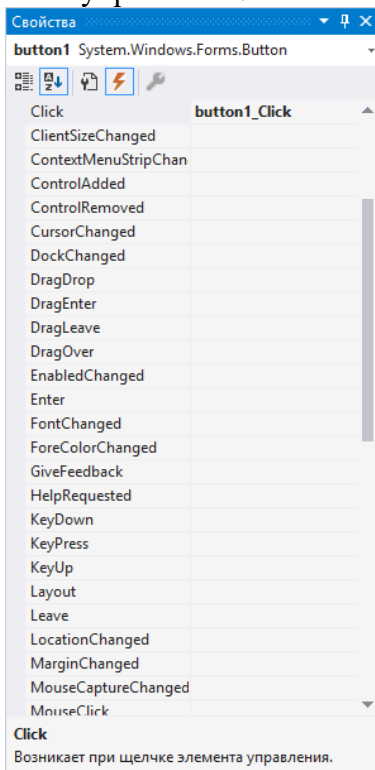 Свойства
button1 System.Windows.Forms.Button
Click button1_Click
ClientSizeChanged
ContextMenuStripChan
ControlAdded
ControlRemoved
CursorChanged
DockChanged
DragDrop
DragEnter
DragLeave
DragOver
EnabledChanged
Enter
FontChanged
ForeColorChanged
GiveFeedback
HelpRequested
KeyDown
KeyPress
KeyUp
Layout
Leave
LocationChanged
MarginChanged
MouseCaptureChanged
MouseClick
Click
Возникает при щелчке элемента управления.